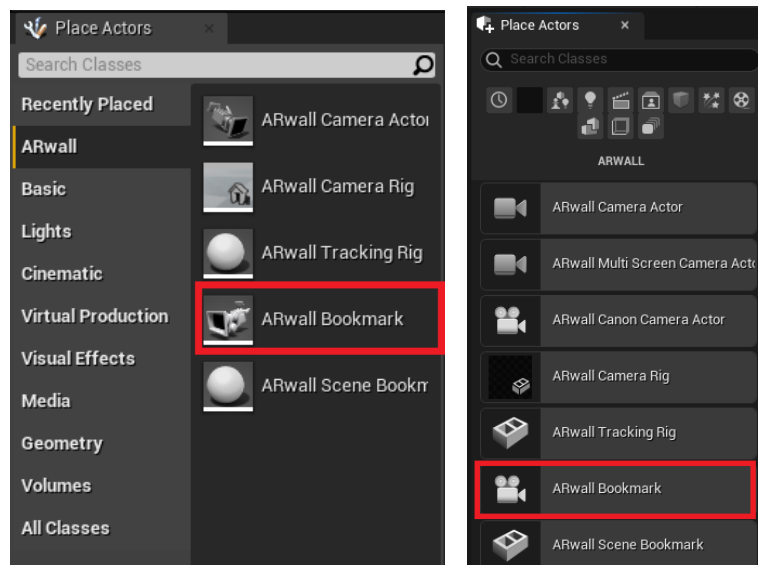 Place Actors
Search Classes
Recently Placed
ARwall
Basic
Lights
Cinematic
Virtual Production
Visual Effects
Media
Geometry
Volumes
All Classes
ARwall Camera Actor
ARwall Camera Rig
ARwall Tracking Rig
ARwall Bookmark
ARwall Scene Bookm
Place Actors
Search Classes
ARWALL
ARwall Camera Actor
ARwall Multi Screen Camera Acto
ARwall Canon Camera Actor
ARwall Camera Rig
ARwall Tracking Rig
ARwall Bookmark
ARwall Scene Bookmark